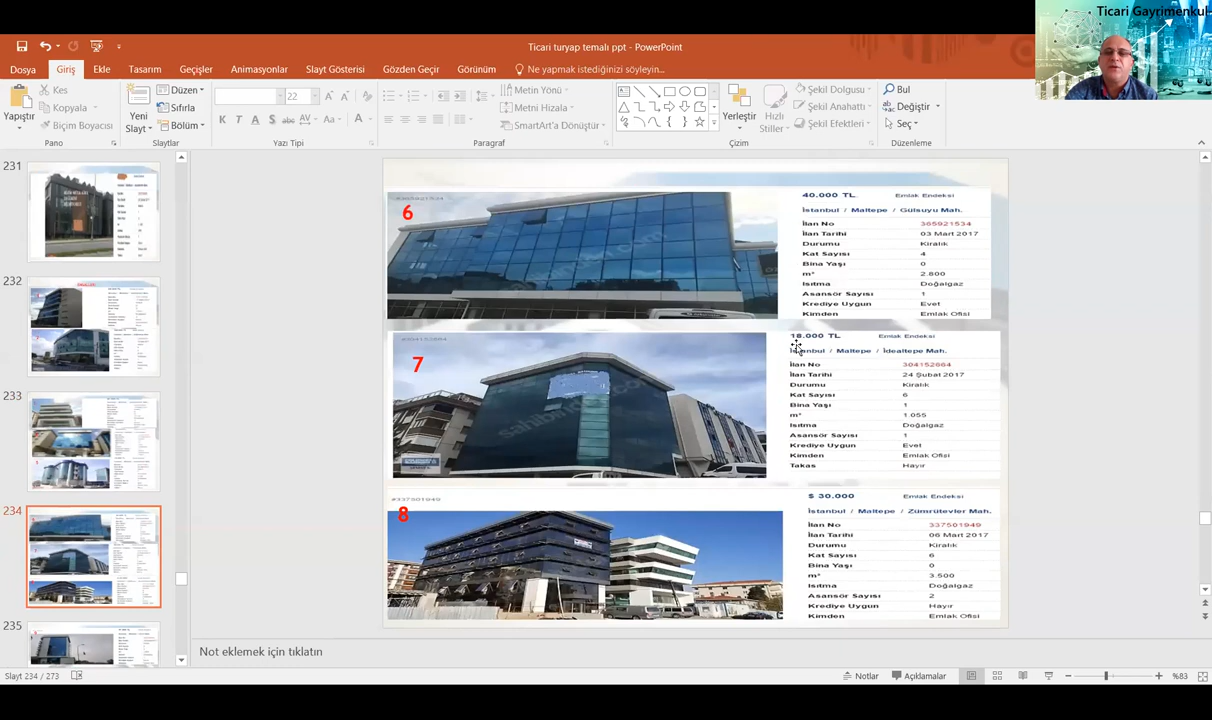 Ticari Gayrimenkul
Ticari turyap temalı ppt - PowerPoint
Dosya Giriş Ekle Tasarım Geçişler Animasyonlar Slayt Gösterisi Gözden Geçir Görünüm Ne yapmak istediğinizi söyleyin...
Yapıştır
Kes
Kopyala
Biçim Boyacısı
Pano
Yeni
Slayt
Düzen
Sıfırla
Bölüm
Slaytlar
22
K T A S abc AV Aa A
Yazı Tipi
Metin Yönü
Metin Hizala
SmartArt'a Dönüştür
Paragraf
Yerleştir
Hızlı
Stiller
Şekil Dolgusu
Şekil Anahattı
Şekil Efektleri
Çizim
Bul
Değiştir
Seç
Düzenleme
231
232
233
234
235
6
40.000 TL Emlak Endeksi
İstanbul / Maltepe / Gülsuyu Mah.
İlan No 365921534
İlan Tarihi 03 Mart 2017
Durumu Kiralık
Kat Sayısı 4
Bina Yaşı 0
m² 2.800
Isıtma Doğalgaz
Asansör Sayısı 1
Krediye Uygun Evet
Kimden Emlak Ofisi
7
18.000 TL Emlak Endeksi
İstanbul / Maltepe / İdealtepe Mah.
İlan No 304152864
İlan Tarihi 24 Şubat 2017
Durumu Kiralık
Kat Sayısı 6
Bina Yaşı 1
m² 1.055
Isıtma Doğalgaz
Asansör Sayısı 1
Krediye Uygun Evet
Kimden Emlak Ofisi
Takas Hayır
#337501949
8
$ 30.000 Emlak Endeksi
İstanbul / Maltepe / Zümrütevler Mah.
İlan No 337501949
İlan Tarihi 06 Mart 2017
Durumu Kiralık
Kat Sayısı 6
Bina Yaşı 0
m² 3.500
Isıtma Doğalgaz
Asansör Sayısı 2
Krediye Uygun Hayır
Kimden Emlak Ofisi
Not eklemek için tıklatın
Slayt 234 / 273
Notlar
Açıklamalar
%83